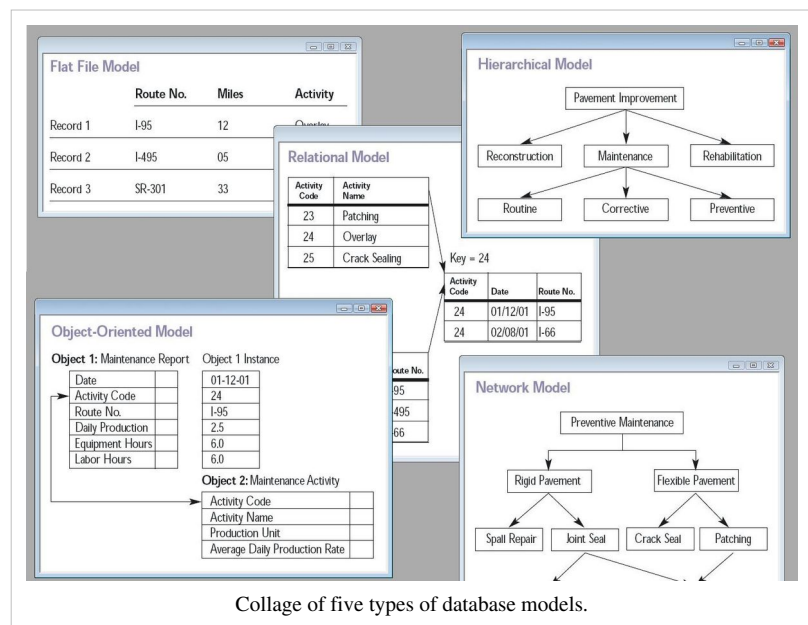 Flat File Model
Route No. Miles Activity
Record 1 I-95 12 Overlay
Record 2 I-495 05
Record 3 SR-301 33
Hierarchical Model
Pavement Improvement
Reconstruction Maintenance Rehabilitation
Routine Corrective Preventive
Relational Model
Activity Code Activity Name
23 Patching
24 Overlay
25 Crack Sealing
Key = 24
Activity Code Date Route No.
24 01/12/01 I-95
24 02/08/01 I-66
oute No.
-95
-495
-66
Object-Oriented Model
Object 1: Maintenance Report Object 1 Instance
Date 01-12-01
Activity Code 24
Route No. I-95
Daily Production 2.5
Equipment Hours 6.0
Labor Hours 6.0
Object 2: Maintenance Activity
Activity Code
Activity Name
Production Unit
Average Daily Production Rate
Network Model
Preventive Maintenance
Rigid Pavement Flexible Pavement
Spall Repair Joint Seal Crack Seal Patching
Collage of five types of database models.